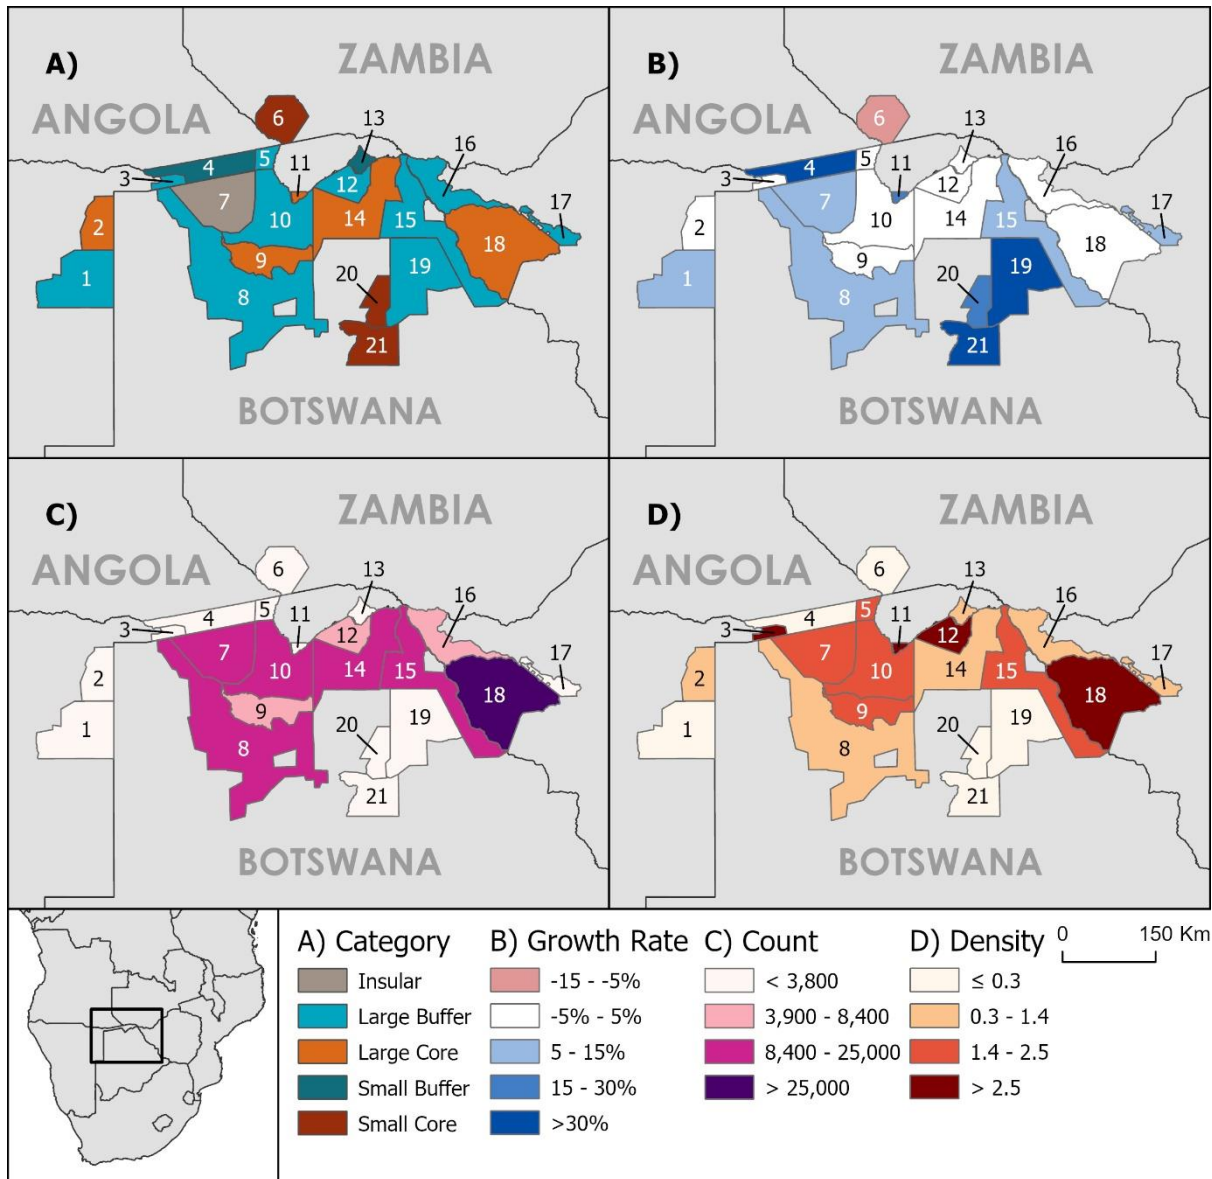 A)
ZAMBIA
ANGOLA
6
13
4
5
11
16
3
12
7
2
10
14
15
17
9
18
1
20
19
8
21
BOTSWANA
B)
ZAMBIA
ANGOLA
6
13
4
5
11
16
3
12
7
2
10
14
15
17
9
18
1
20
19
8
21
BOTSWANA
C)
ZAMBIA
ANGOLA
6
13
4
5
11
16
3
12
7
2
10
14
15
17
9
18
1
20
19
8
21
BOTSWANA
D)
ZAMBIA
ANGOLA
6
13
4
5
11
16
3
12
7
2
10
14
15
17
9
18
1
20
19
8
21
BOTSWANA
A) Category
Insular
Large Buffer
Large Core
Small Buffer
Small Core
B) Growth Rate
-15 - -5%
-5% - 5%
5 - 15%
15 - 30%
>30%
C) Count
< 3,800
3,900 - 8,400
8,400 - 25,000
> 25,000
D) Density
≤ 0.3
0.3 - 1.4
1.4 - 2.5
> 2.5
0 150 Km